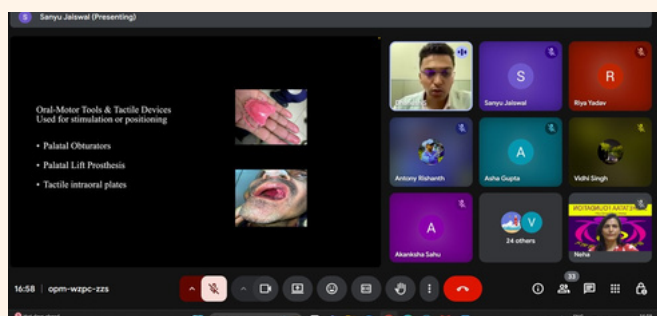 S Sanyu Jaiswal (Presenting)
Oral-Motor Tools & Tactile Devices
Used for stimulation or positioning
• Palatal Obturators
• Palatal Lift Prosthesis
• Tactile intraoral plates
S
Sanyu Jaiswal
R
Riya Yadav
Antony Rishanth
A
Asha Gupta
Vidhi Singh
A
Akanksha Sahu
V
24 others
Neha
16:58 | opm-wzpc-zzs
33